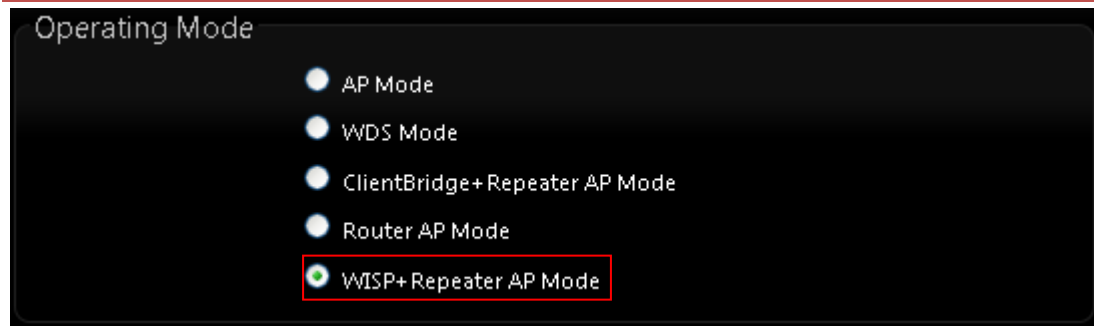 Operating Mode
AP Mode
WDS Mode
ClientBridge+Repeater AP Mode
Router AP Mode
WISP+Repeater AP Mode